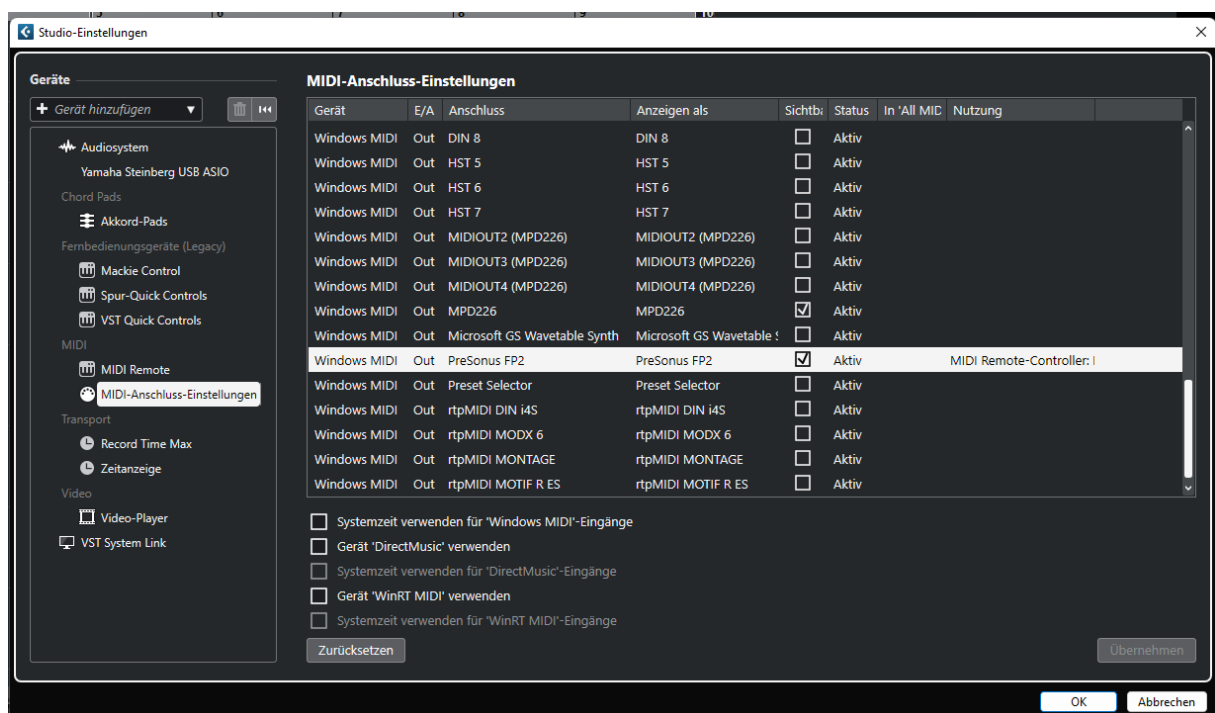 5 6 7 8 9 10
Studio-Einstellungen
Geräte
Gerät hinzufügen
Audiosystem
Yamaha Steinberg USB ASIO
Chord Pads
Akkord-Pads
Fernbedienungsgeräte (Legacy)
Mackie Control
Spur-Quick Controls
VST Quick Controls
MIDI
MIDI Remote
MIDI-Anschluss-Einstellungen
Transport
Record Time Max
Zeitanzeige
Video
Video-Player
VST System Link
MIDI-Anschluss-Einstellungen
Gerät E/A Anschluss Anzeigen als Sichtba Status In 'All MID Nutzung
Windows MIDI Out DIN 8 DIN 8 Aktiv
Windows MIDI Out HST 5 HST 5 Aktiv
Windows MIDI Out HST 6 HST 6 Aktiv
Windows MIDI Out HST 7 HST 7 Aktiv
Windows MIDI Out MIDIOUT2 (MPD226) MIDIOUT2 (MPD226) Aktiv
Windows MIDI Out MIDIOUT3 (MPD226) MIDIOUT3 (MPD226) Aktiv
Windows MIDI Out MIDIOUT4 (MPD226) MIDIOUT4 (MPD226) Aktiv
Windows MIDI Out MPD226 MPD226 Aktiv
Windows MIDI Out Microsoft GS Wavetable Synth Microsoft GS Wavetable S Aktiv
Windows MIDI Out PreSonus FP2 PreSonus FP2 Aktiv MIDI Remote-Controller:
Windows MIDI Out Preset Selector Preset Selector Aktiv
Windows MIDI Out rtpMIDI DIN i4S rtpMIDI DIN i4S Aktiv
Windows MIDI Out rtpMIDI MODX 6 rtpMIDI MODX 6 Aktiv
Windows MIDI Out rtpMIDI MONTAGE rtpMIDI MONTAGE Aktiv
Windows MIDI Out rtpMIDI MOTIF R ES rtpMIDI MOTIF R ES Aktiv
Systemzeit verwenden für 'Windows MIDI'-Eingänge
Gerät 'DirectMusic' verwenden
Systemzeit verwenden für 'DirectMusic'-Eingänge
Gerät 'WinRT MIDI' verwenden
Systemzeit verwenden für 'WinRT MIDI'-Eingänge
Zurücksetzen
Übernehmen
OK
Abbrechen